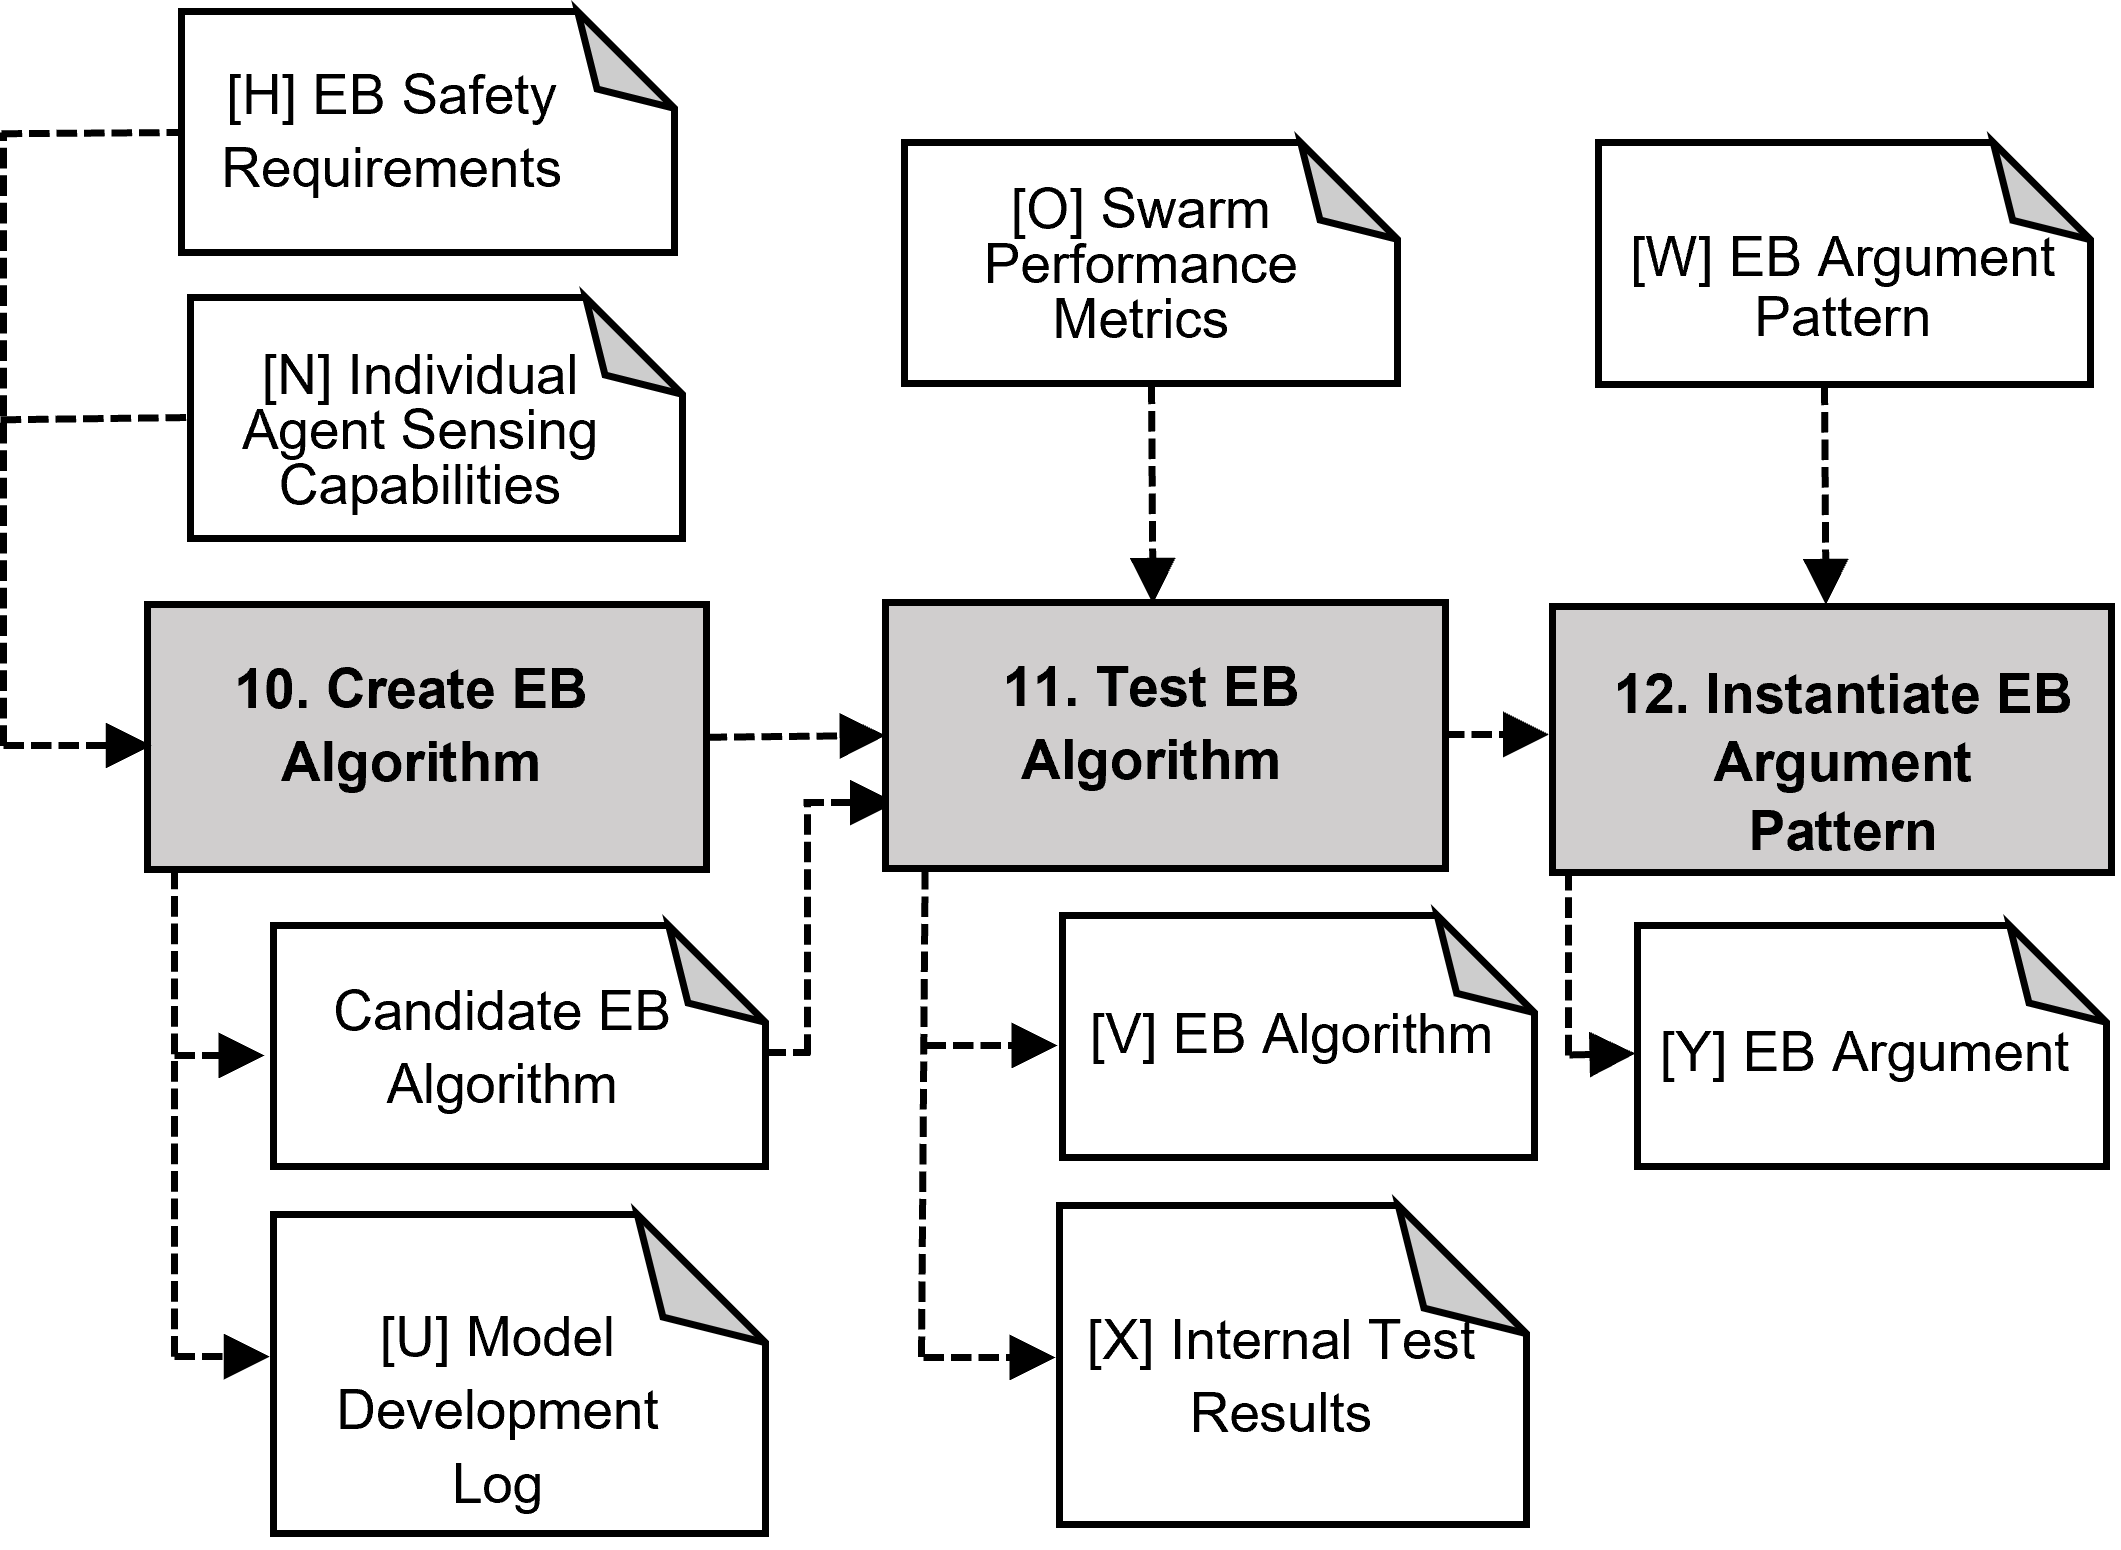 [H] EB Safety
Requirements
[N] Individual
Agent Sensing
Capabilities
[O] Swarm
Performance
Metrics
[W] EB Argument
Pattern
10. Create EB
Algorithm
11. Test EB
Algorithm
12. Instantiate EB
Argument
Pattern
Candidate EB
Algorithm
[U] Model
Development
Log
[V] EB Algorithm
[X] Internal Test
Results
[Y] EB Argument